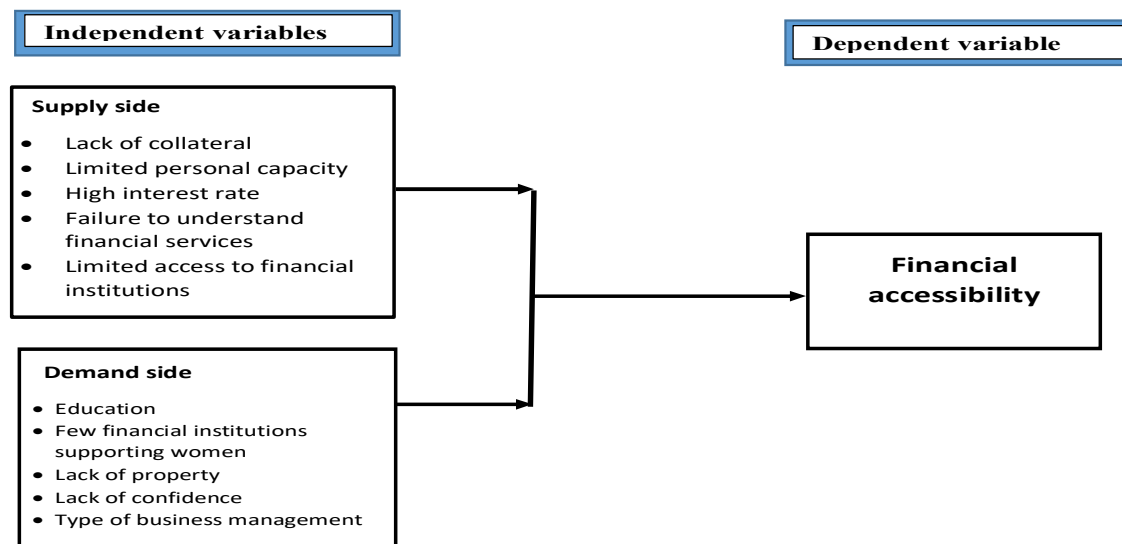 Independent variables
Dependent variable
Supply side
• Lack of collateral
• Limited personal capacity
• High interest rate
• Failure to understand
financial services
• Limited access to financial
institutions
Financial
accessibility
Demand side
• Education
• Few financial institutions
supporting women
• Lack of property
• Lack of confidence
• Type of business management